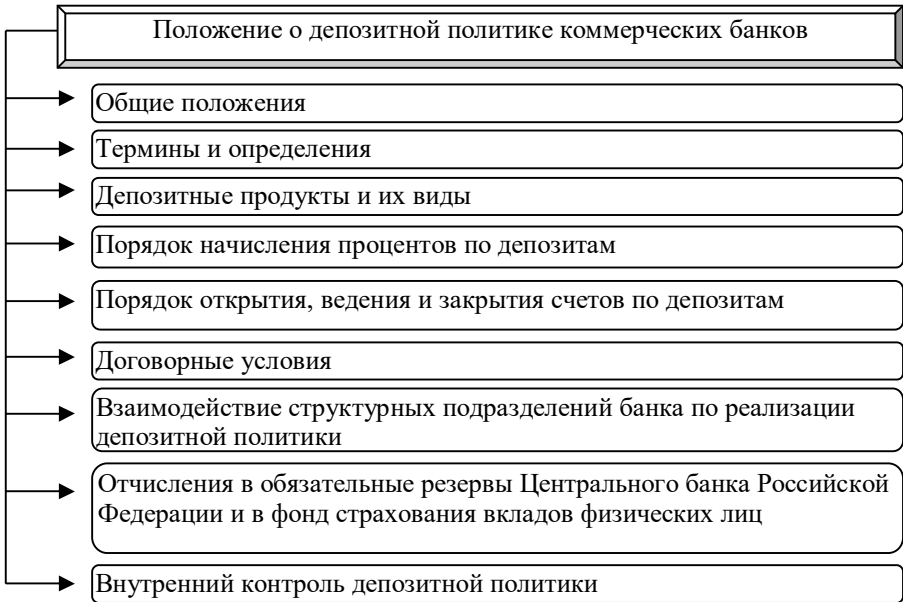 Положение о депозитной политике коммерческих банков
Общие положения
Термины и определения
Депозитные продукты и их виды
Порядок начисления процентов по депозитам
Порядок открытия, ведения и закрытия счетов по депозитам
Договорные условия
Взаимодействие структурных подразделений банка по реализации
депозитной политики
Отчисления в обязательные резервы Центрального банка Российской
Федерации и в фонд страхования вкладов физических лиц
Внутренний контроль депозитной политики